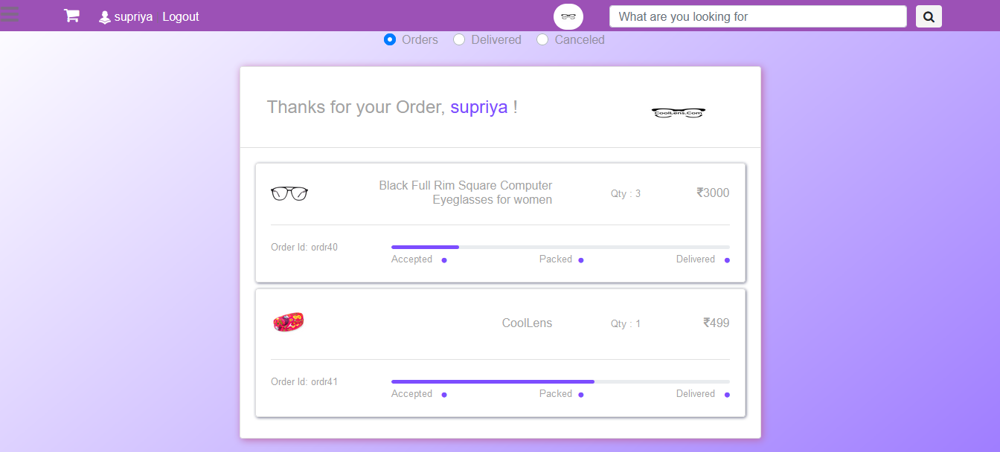 supriya Logout What are you looking for
Orders Delivered Canceled
Thanks for your Order, supriya !
CoolLens.Com
Black Full Rim Square Computer
Eyeglasses for women
Qty : 3
₹3000
Order Id: ordr40
Accepted Packed Delivered
CoolLens
Qty : 1
₹499
Order Id: ordr41
Accepted Packed Delivered